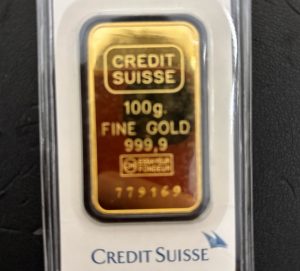 CREDIT
SUISSE
100g.
FINE GOLD
999,9
ESSAYEUR
FONDEUR
779169
CREDIT SUISSE